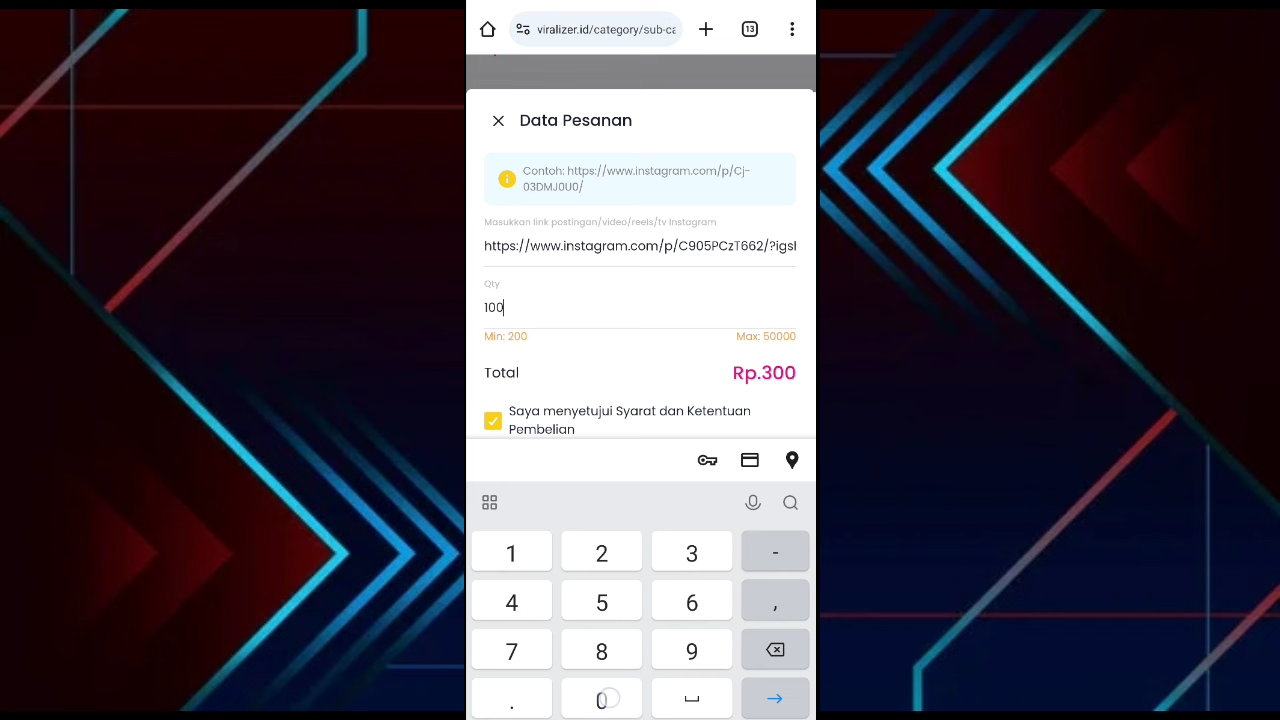 viralizer.id/category/sub-ca
13
Data Pesanan
Contoh: https://www.instagram.com/p/Cj-
03DMJ0U0/
Masukkan link postingan/video/reels/tv Instagram
https://www.instagram.com/p/C905PCzT662/?igsl
Qty
100
Min: 200 Max: 50000
Total Rp.300
Saya menyetujui Syarat dan Ketentuan
Pembelian
1 2 3 -
4 5 6 ,
7 8 9
. 0